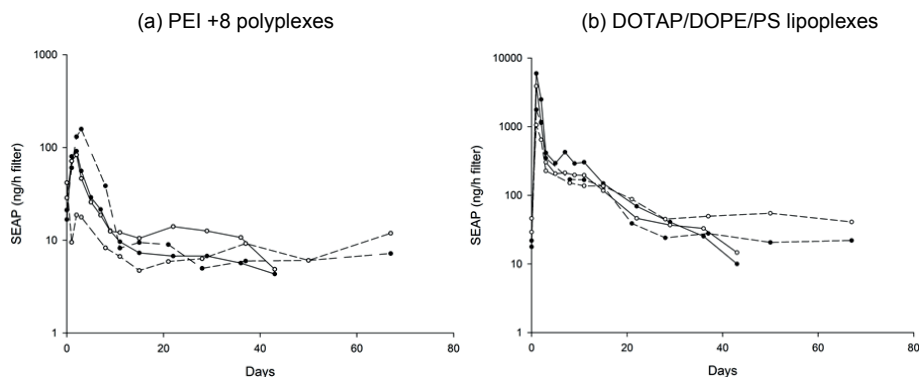 (a) PEI +8 polyplexes
SEAP (ng/h filter)
1000
100
10
1
0 20 40 60 80
Days
(b) DOTAP/DOPE/PS lipoplexes
SEAP (ng/h filter)
10000
1000
100
10
1
0 20 40 60 80
Days